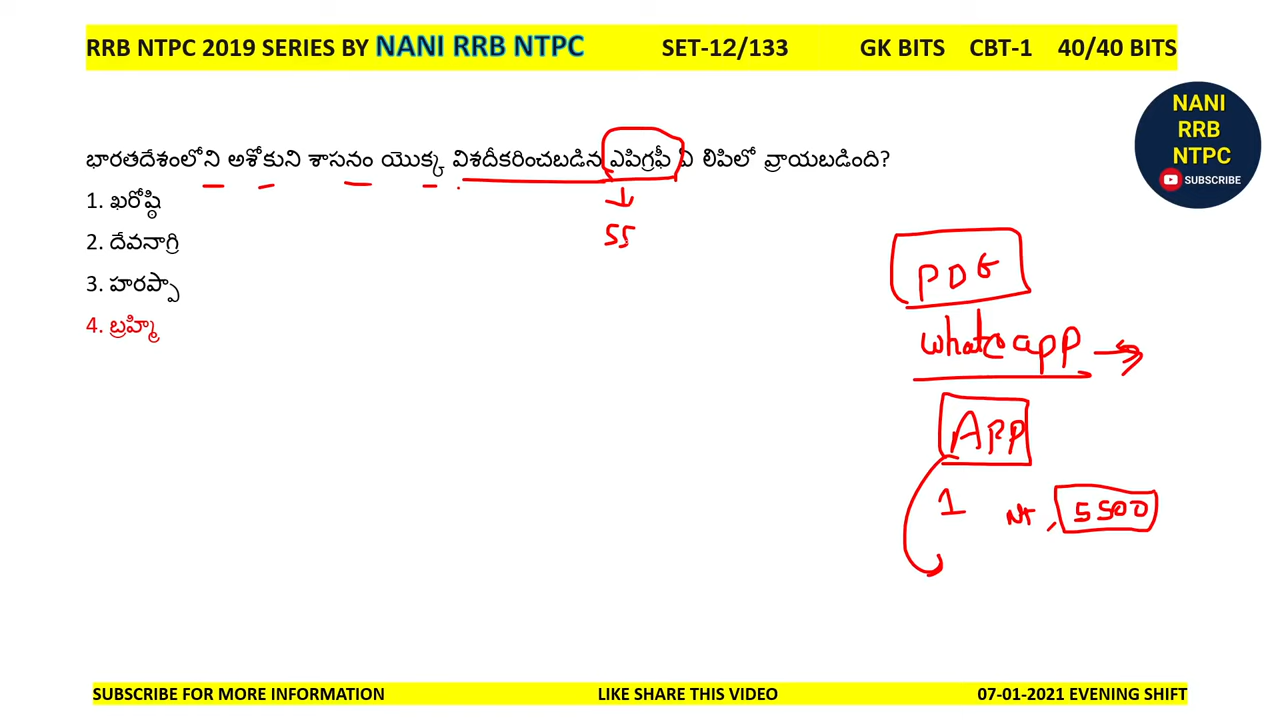 RRB NTPC 2019 SERIES BY NANI RRB NTPC SET-12/133 GK BITS CBT-1 40/40 BITS
NANI
RRB
NTPC
SUBSCRIBE
భారతదేశంలోని అశోకుని శాసనం యొక్క విశదీకరించబడిన ఎపిగ్రఫీ ఏ లిపిలో వ్రాయబడింది?
1. ఖరోష్ఠి
2. దేవనాగ్రి
3. హరప్పా
4. బ్రహ్మి
55
PDF
whatsapp
APP
1 5500
SUBSCRIBE FOR MORE INFORMATION LIKE SHARE THIS VIDEO 07-01-2021 EVENING SHIFT